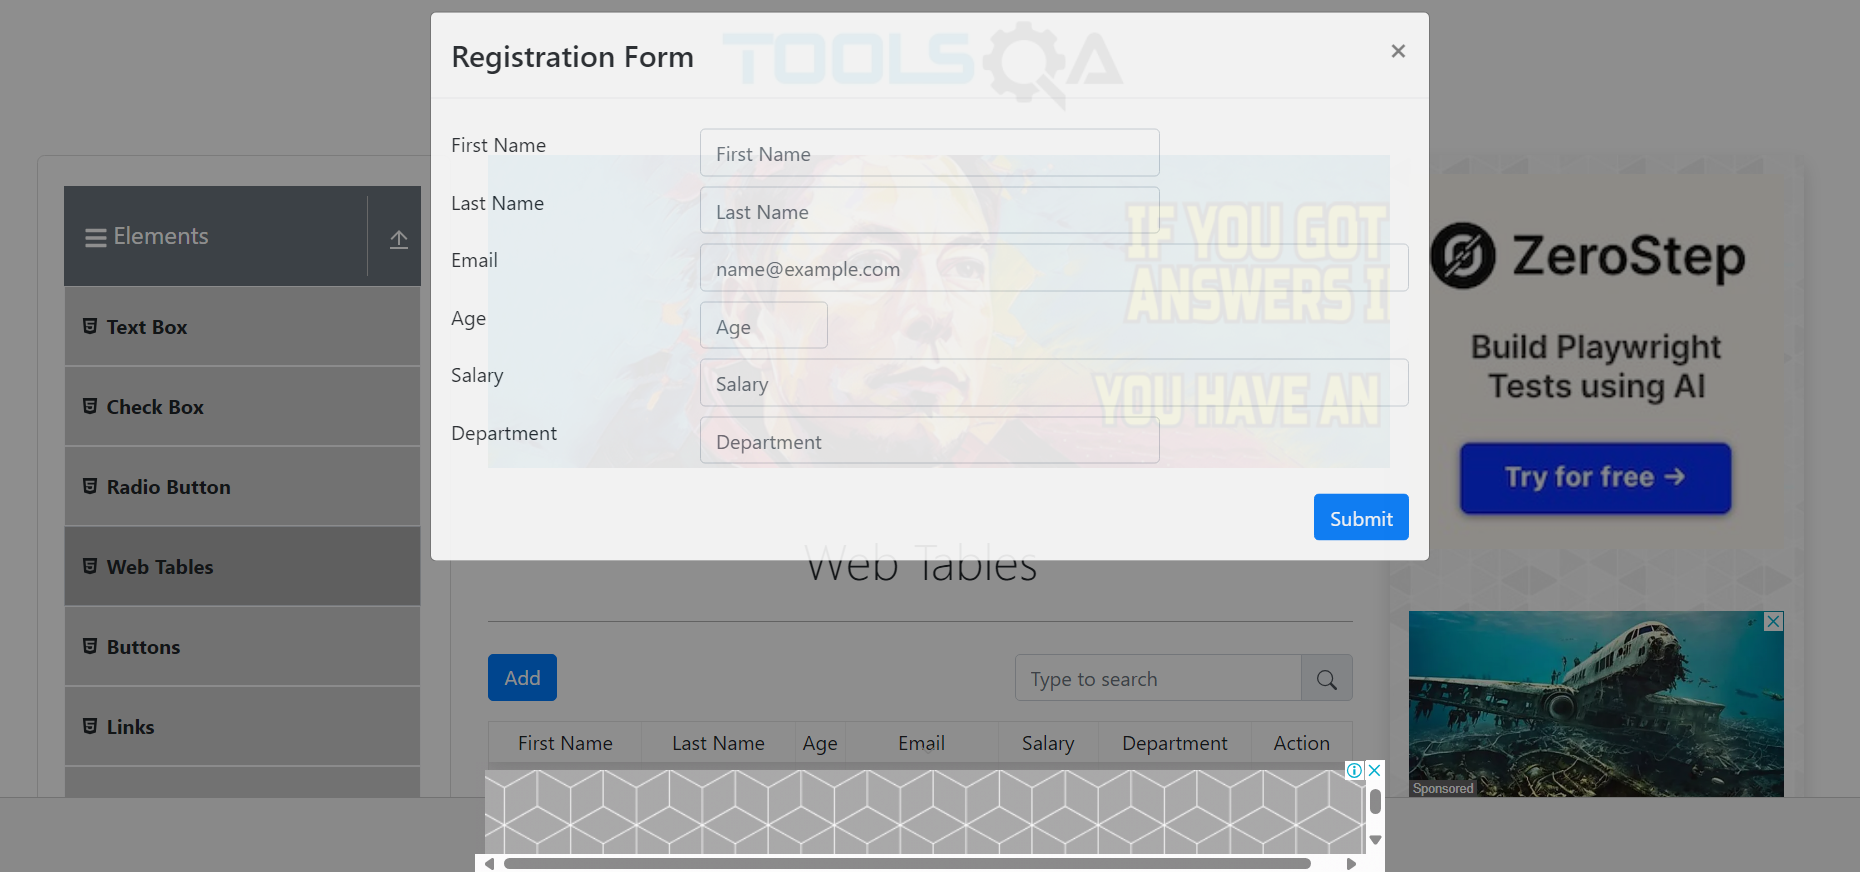 Registration Form
TOOLSQA
×
First Name
First Name
Last Name
Last Name
Email
name@example.com
Age
Age
Salary
Salary
Department
Department
Submit
IF YOU GOT
ANSWERS I
YOU HAVE AN
Elements
Text Box
Check Box
Radio Button
Web Tables
Buttons
Links
ZeroStep
Build Playwright
Tests using AI
Try for free →
Web Tables
Add
Type to search
First Name Last Name Age Email Salary Department Action
Sponsored